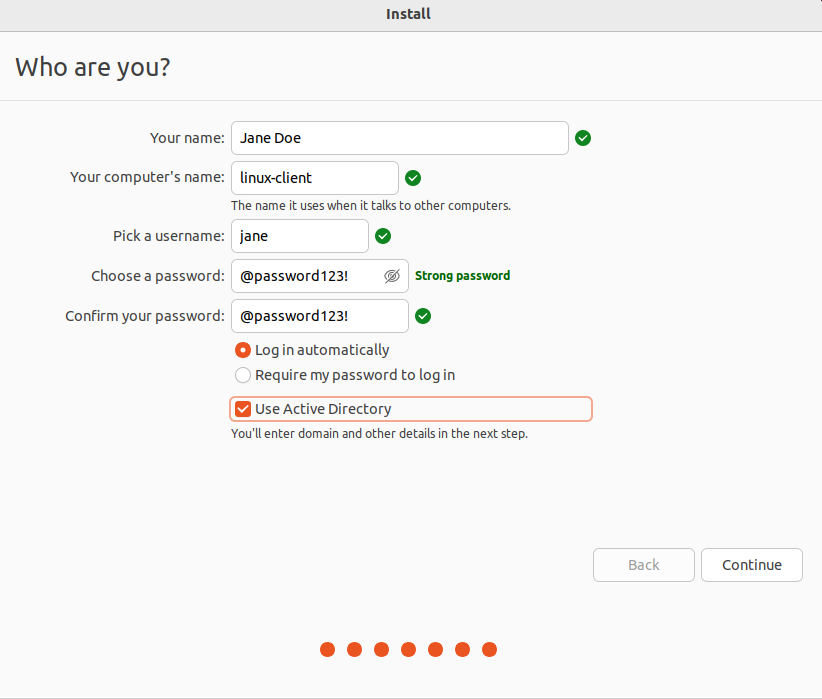 Install
Who are you?
Your name: Jane Doe
Your computer's name: linux-client
The name it uses when it talks to other computers.
Pick a username: jane
Choose a password: @password123! Strong password
Confirm your password: @password123!
Log in automatically
Require my password to log in
Use Active Directory
You'll enter domain and other details in the next step.
Back Continue